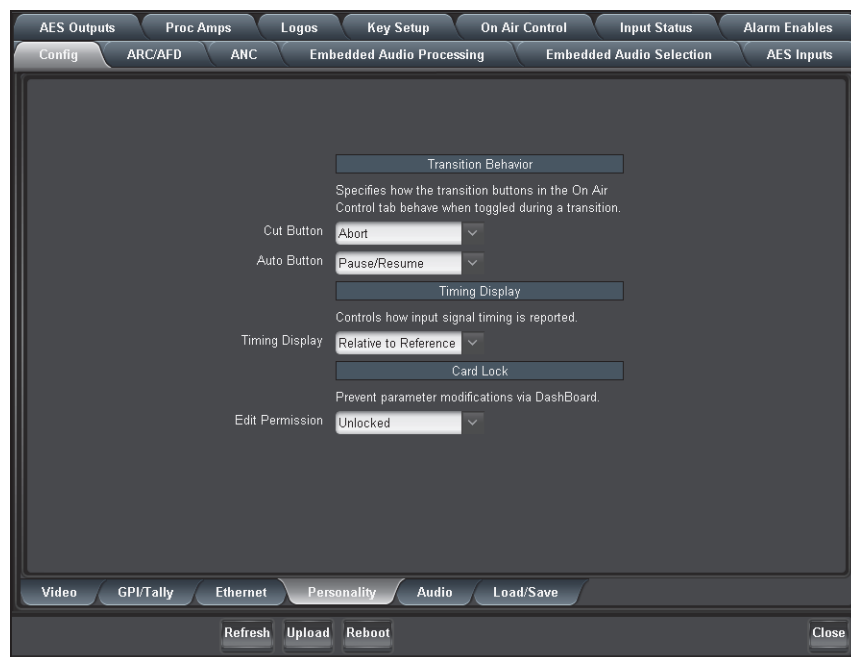 AES Outputs Proc Amps Logos Key Setup On Air Control Input Status Alarm Enables
Config ARC/AFD ANC Embedded Audio Processing Embedded Audio Selection AES Inputs
Transition Behavior
Specifies how the transition buttons in the On Air
Control tab behave when toggled during a transition.
Cut Button Abort
Auto Button Pause/Resume
Timing Display
Controls how input signal timing is reported.
Timing Display Relative to Reference
Card Lock
Prevent parameter modifications via DashBoard.
Edit Permission Unlocked
Video GPI/Tally Ethernet Personality Audio Load/Save
Refresh Upload Reboot Close